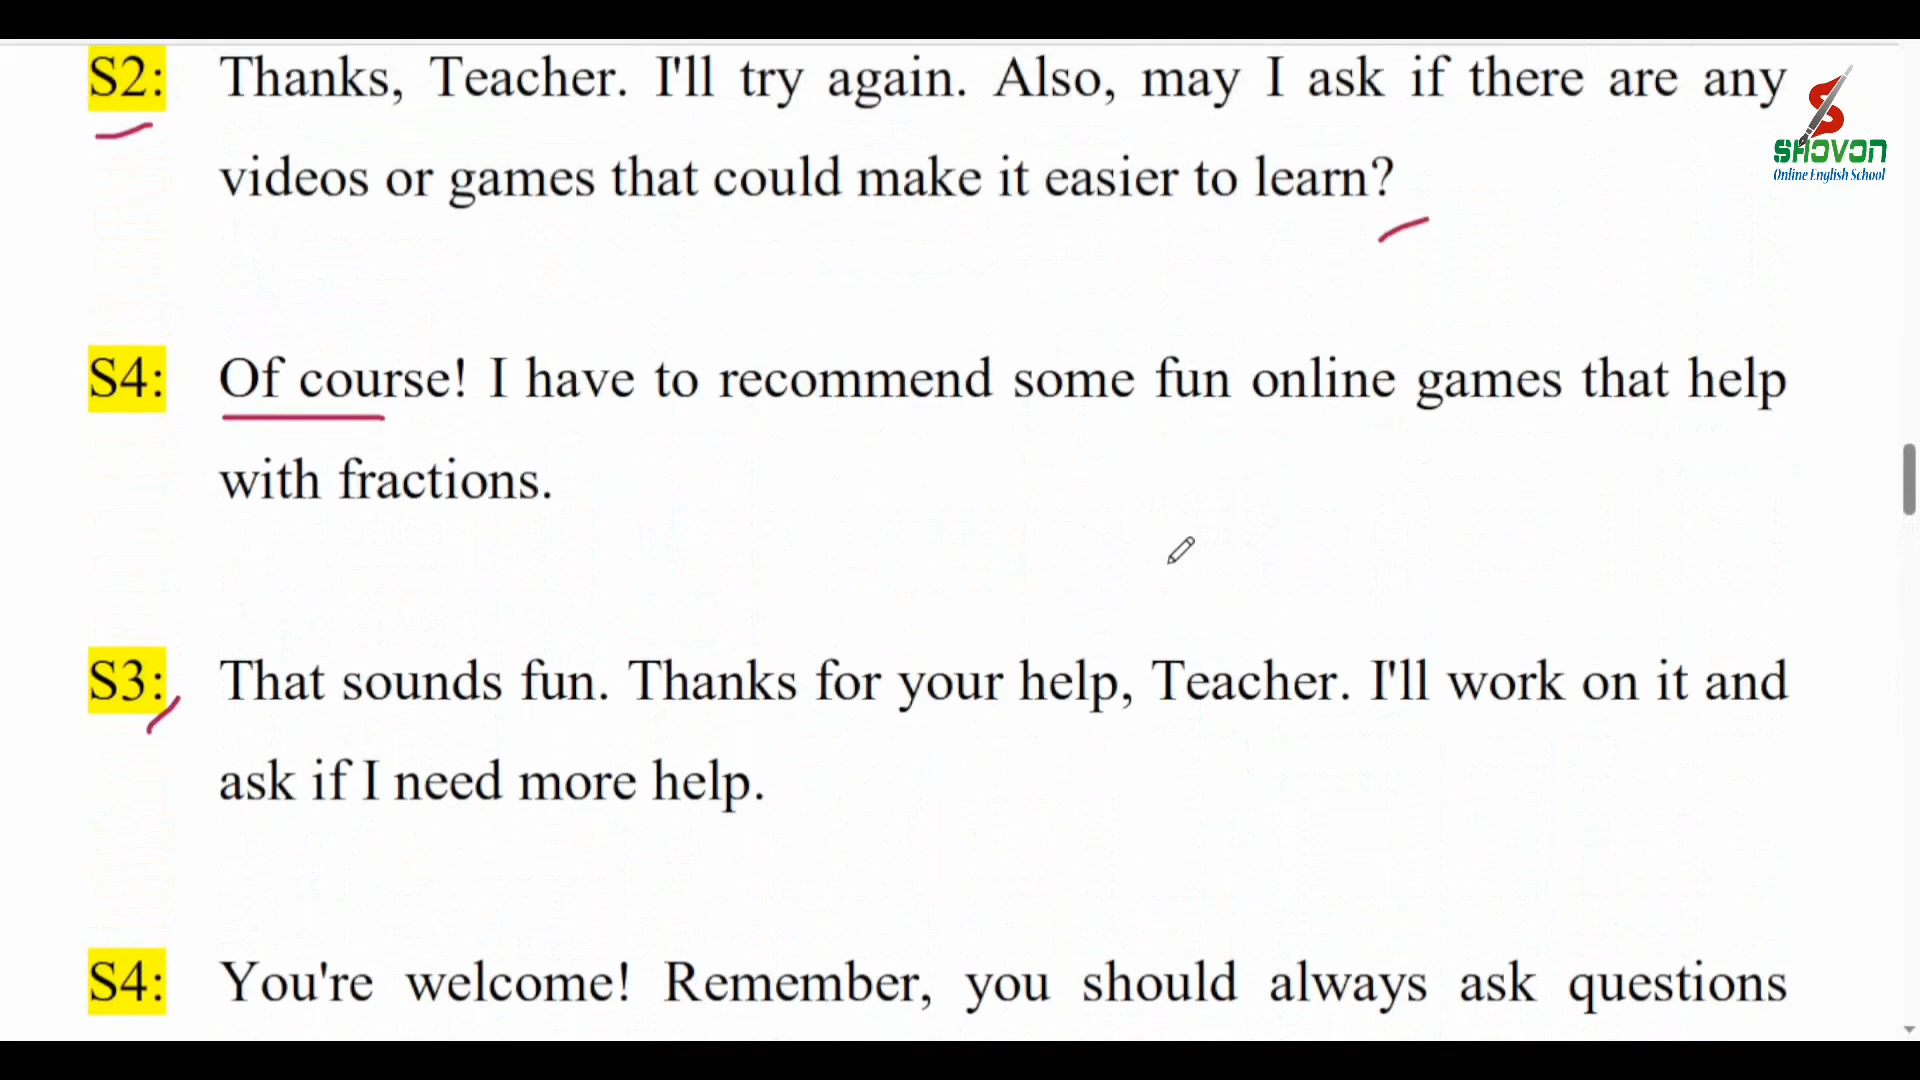 S2: Thanks, Teacher. I'll try again. Also, may I ask if there are any
videos or games that could make it easier to learn?
SHOVON
Online English School
S4: Of course! I have to recommend some fun online games that help
with fractions.
S3: That sounds fun. Thanks for your help, Teacher. I'll work on it and
ask if I need more help.
S4: You're welcome! Remember, you should always ask questions